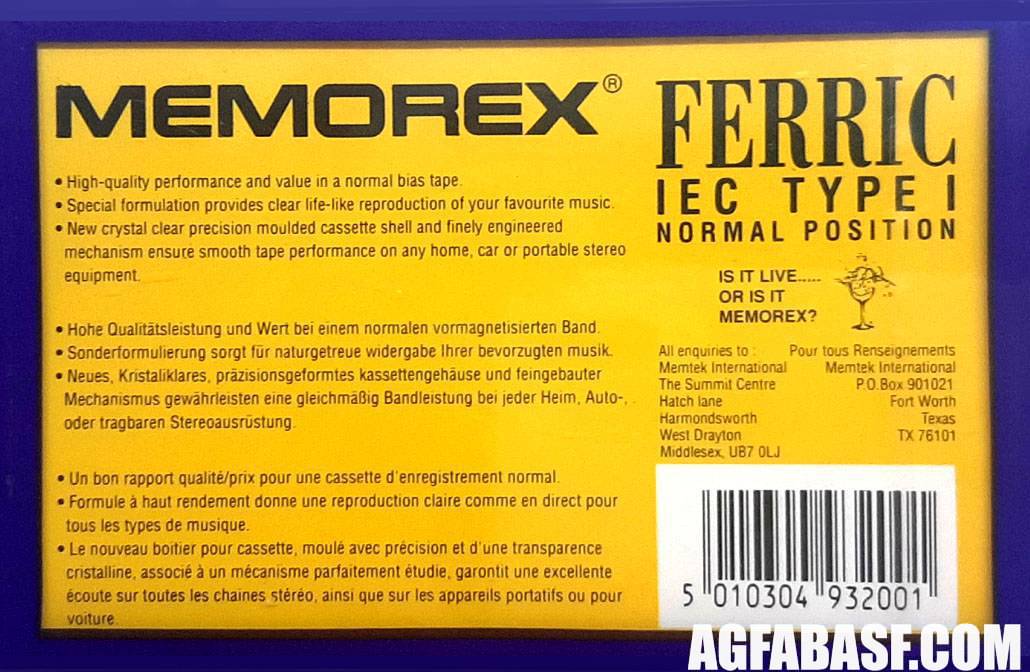 MEMOREX®
• High-quality performance and value in a normal bias tape.
• Special formulation provides clear life-like reproduction of your favourite music.
• New crystal clear precision moulded cassette shell and finely engineered
mechanism ensure smooth tape performance on any home, car or portable stereo
equipment.
• Hohe Qualitätsleistung und Wert bei einem normalen vormagnetisierten Band.
• Sonderformulierung sorgt für naturgetreue widergabe Ihrer bevorzugten musik.
• Neues, Kristaliklares, präzisionsgeformtes kassettengehäuse und feingebauter
Mechanismus gewährleisten eine gleichmäßig Bandleistung bei jeder Heim, Auto-,
oder tragbaren Stereoausrüstung.
• Un bon rapport qualité/prix pour une cassette d'enregistrement normal.
• Formule à haut rendement donne une reproduction claire comme en direct pour
tous les types de musique.
• Le nouveau boitier pour cassette, moulé avec précision et d'une transparence
cristalline, associé à un mécanisme parfaitement étudie, garontit une excellente
écoute sur toutes les chaines stéréo, ainsi que sur les appareils portatifs ou pour
voiture.
FERRIC
IEC TYPE I
NORMAL POSITION
IS IT LIVE.....
OR IS IT
MEMOREX?
All enquiries to :
Memtek International
The Summit Centre
Hatch lane
Harmondsworth
West Drayton
Middlesex, UB7 0LJ
Pour tous Renseignements
Memtek International
P.O.Box 901021
Fort Worth
Texas
TX 76101
5 010304 932001
AGFABASF.COM